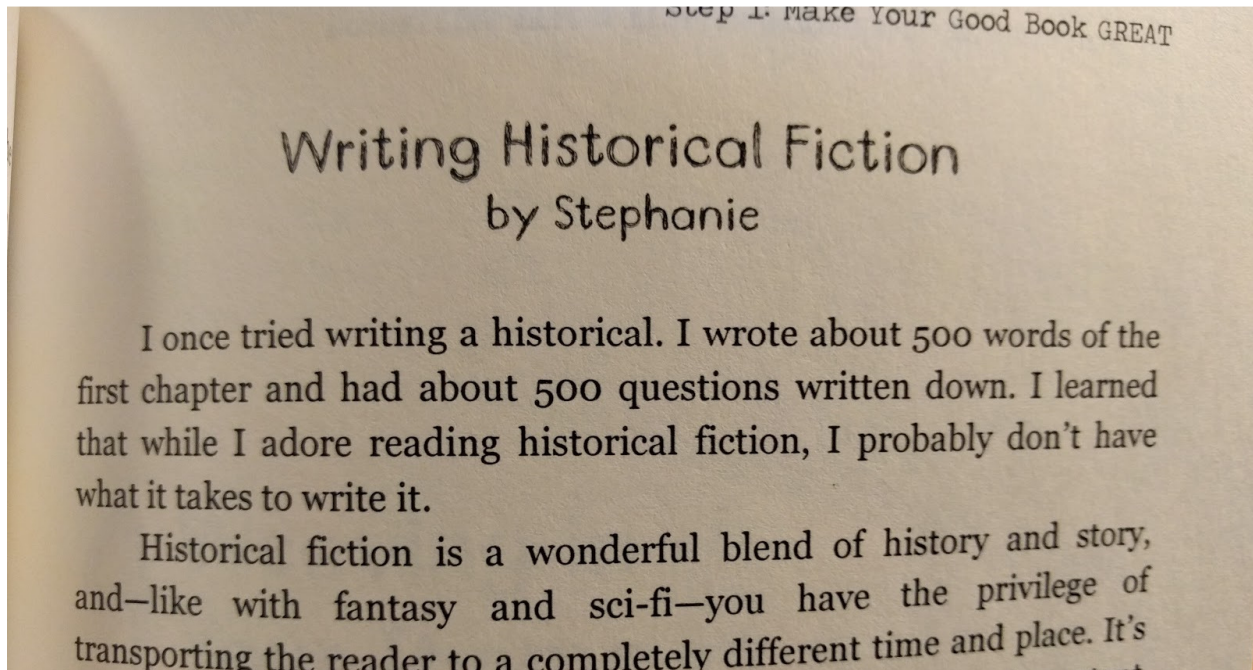 Step 1: Make Your Good Book GREAT
Writing Historical Fiction
by Stephanie
I once tried writing a historical. I wrote about 500 words of the
first chapter and had about 500 questions written down. I learned
that while I adore reading historical fiction, I probably don't have
what it takes to write it.
Historical fiction is a wonderful blend of history and story,
and—like with fantasy and sci-fi—you have the privilege of
transporting the reader to a completely different time and place. It's